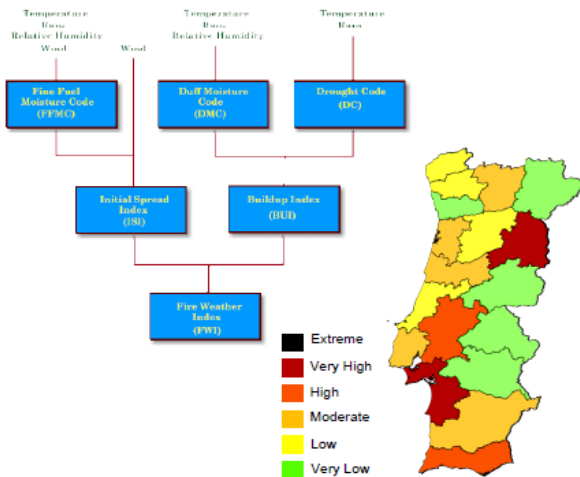 Temperature
Rain
Relative Humidity
Wind
Wind
Temperature
Rain
Relative Humidity
Temperature
Rain
Fine Fuel
Moisture Code
(FFMC)
Duff Moisture
Code
(DMC)
Drought Code
(DC)
Initial Spread
Index
(ISI)
Buildup Index
(BUI)
Fire Weather
Index
(FWI)
Extreme
Very High
High
Moderate
Low
Very Low